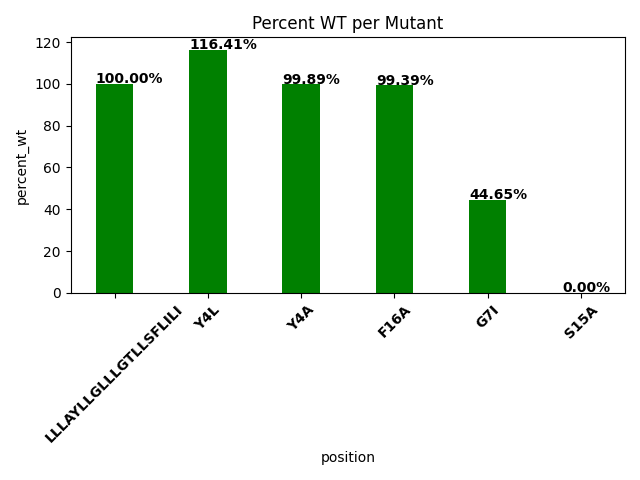 Percent WT per Mutant
percent_wt
120
100
80
60
40
20
0
100.00%
116.41%
99.89%
99.39%
44.65%
0.00%
LLLAYLLGLLLGTLLSFLILI
Y4L
Y4A
F16A
G7I
S15A
position